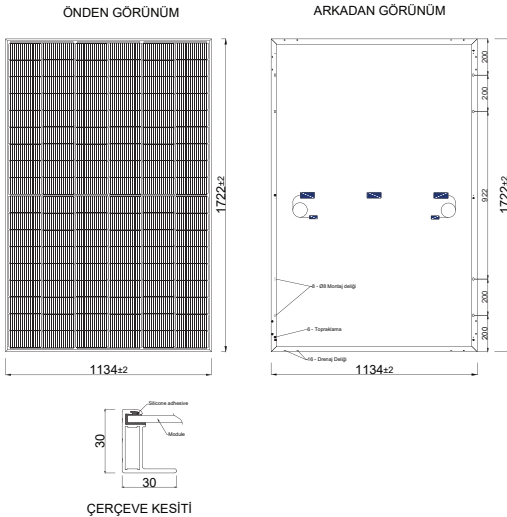 ÖNDEN GÖRÜNÜM
1722±2
1134±2
ARKADAN GÖRÜNÜM
200
200
922
200
200
1722±2
8 - Ø8 Montaj deliği
6 - Topraklama
16 - Drenaj Deliği
1134±2
Silicone adhesive
Module
30
30
ÇERÇEVE KESİTİ